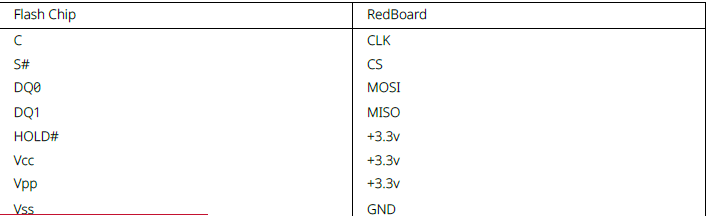 Flash Chip RedBoard
C CLK
S# CS
DQ0 MOSI
DQ1 MISO
HOLD# +3.3v
Vcc +3.3v
Vpp +3.3v
Vss GND